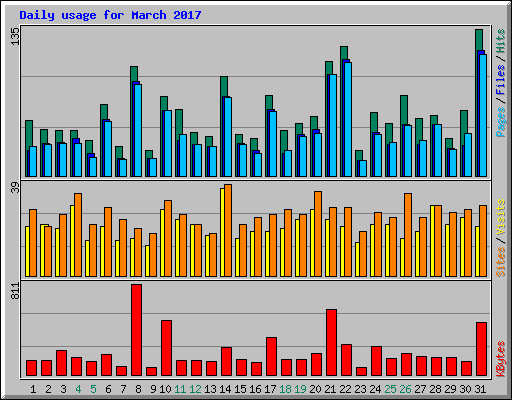 Daily usage for March 2017
135
Pages / Files / Hits
39
Sites / Visits
811
KBytes
1 2 3 4 5 6 7 8 9 10 11 12 13 14 15 16 17 18 19 20 21 22 23 24 25 26 27 28 29 30 31